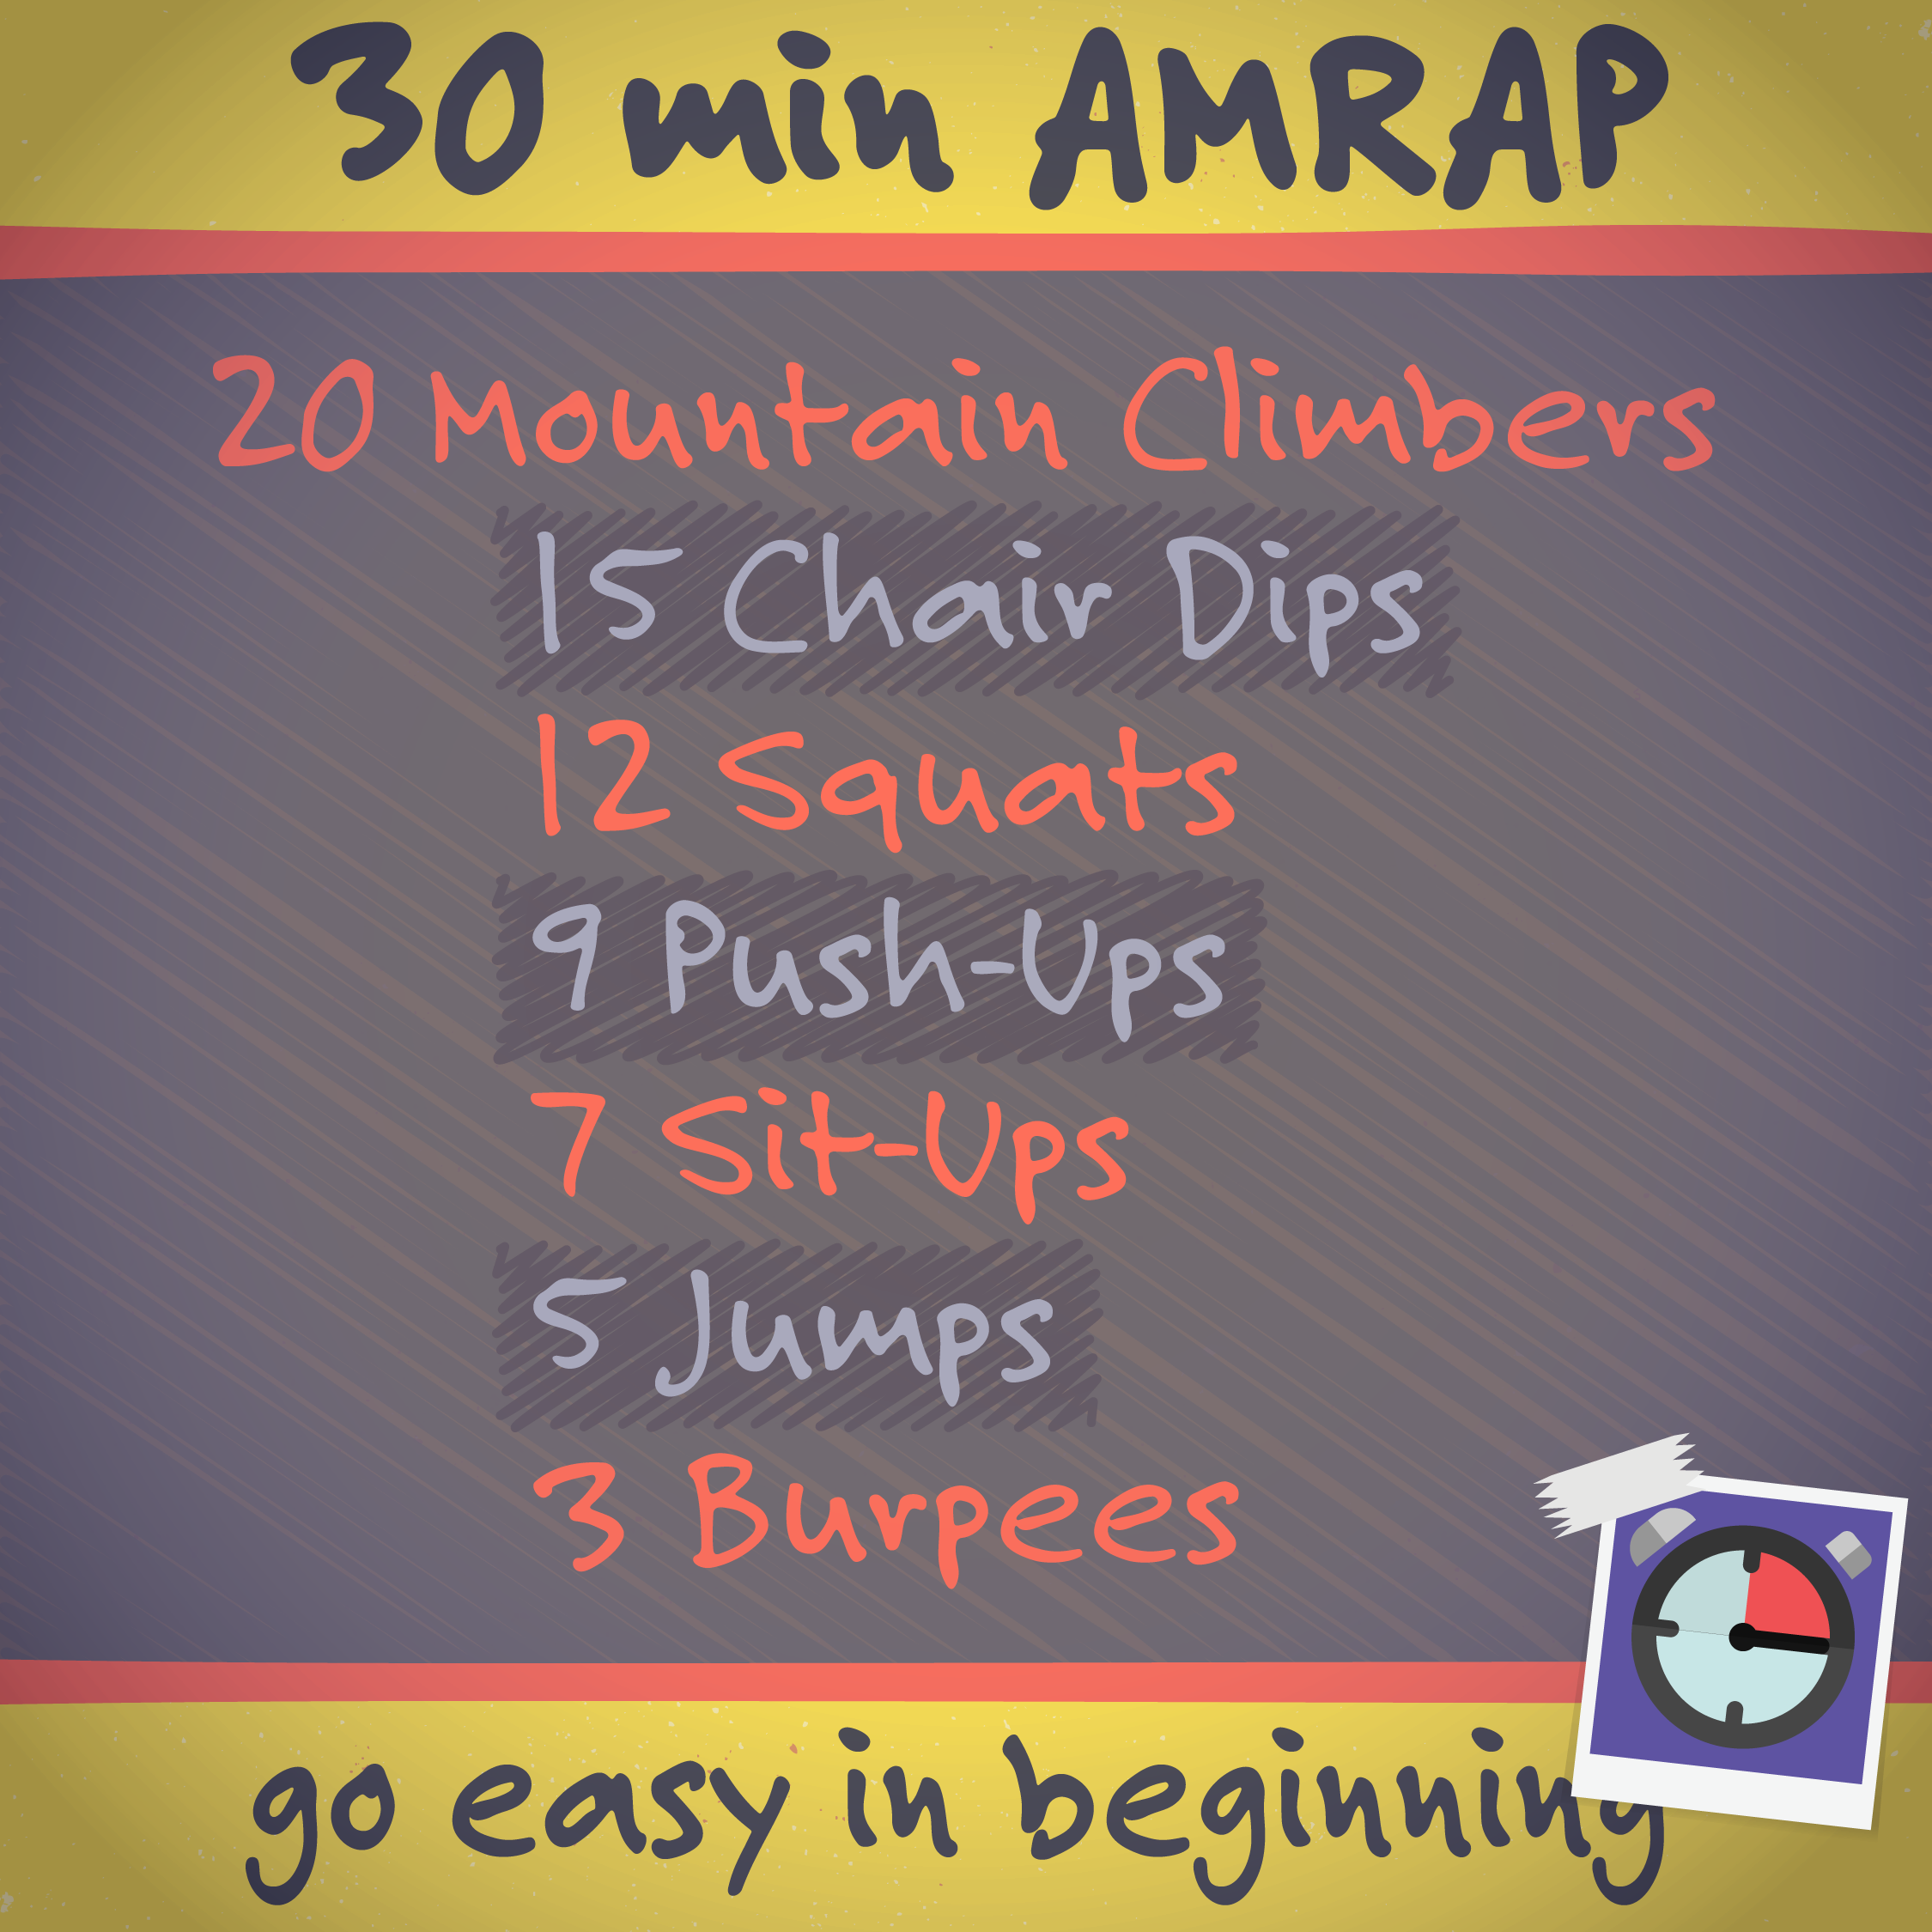 30 min AMRAP
20 Mountain Climbers
15 Chair Dips
12 Squats
9 Push-Ups
7 Sit-Ups
5 Jumps
3 Burpees
go easy in beginning